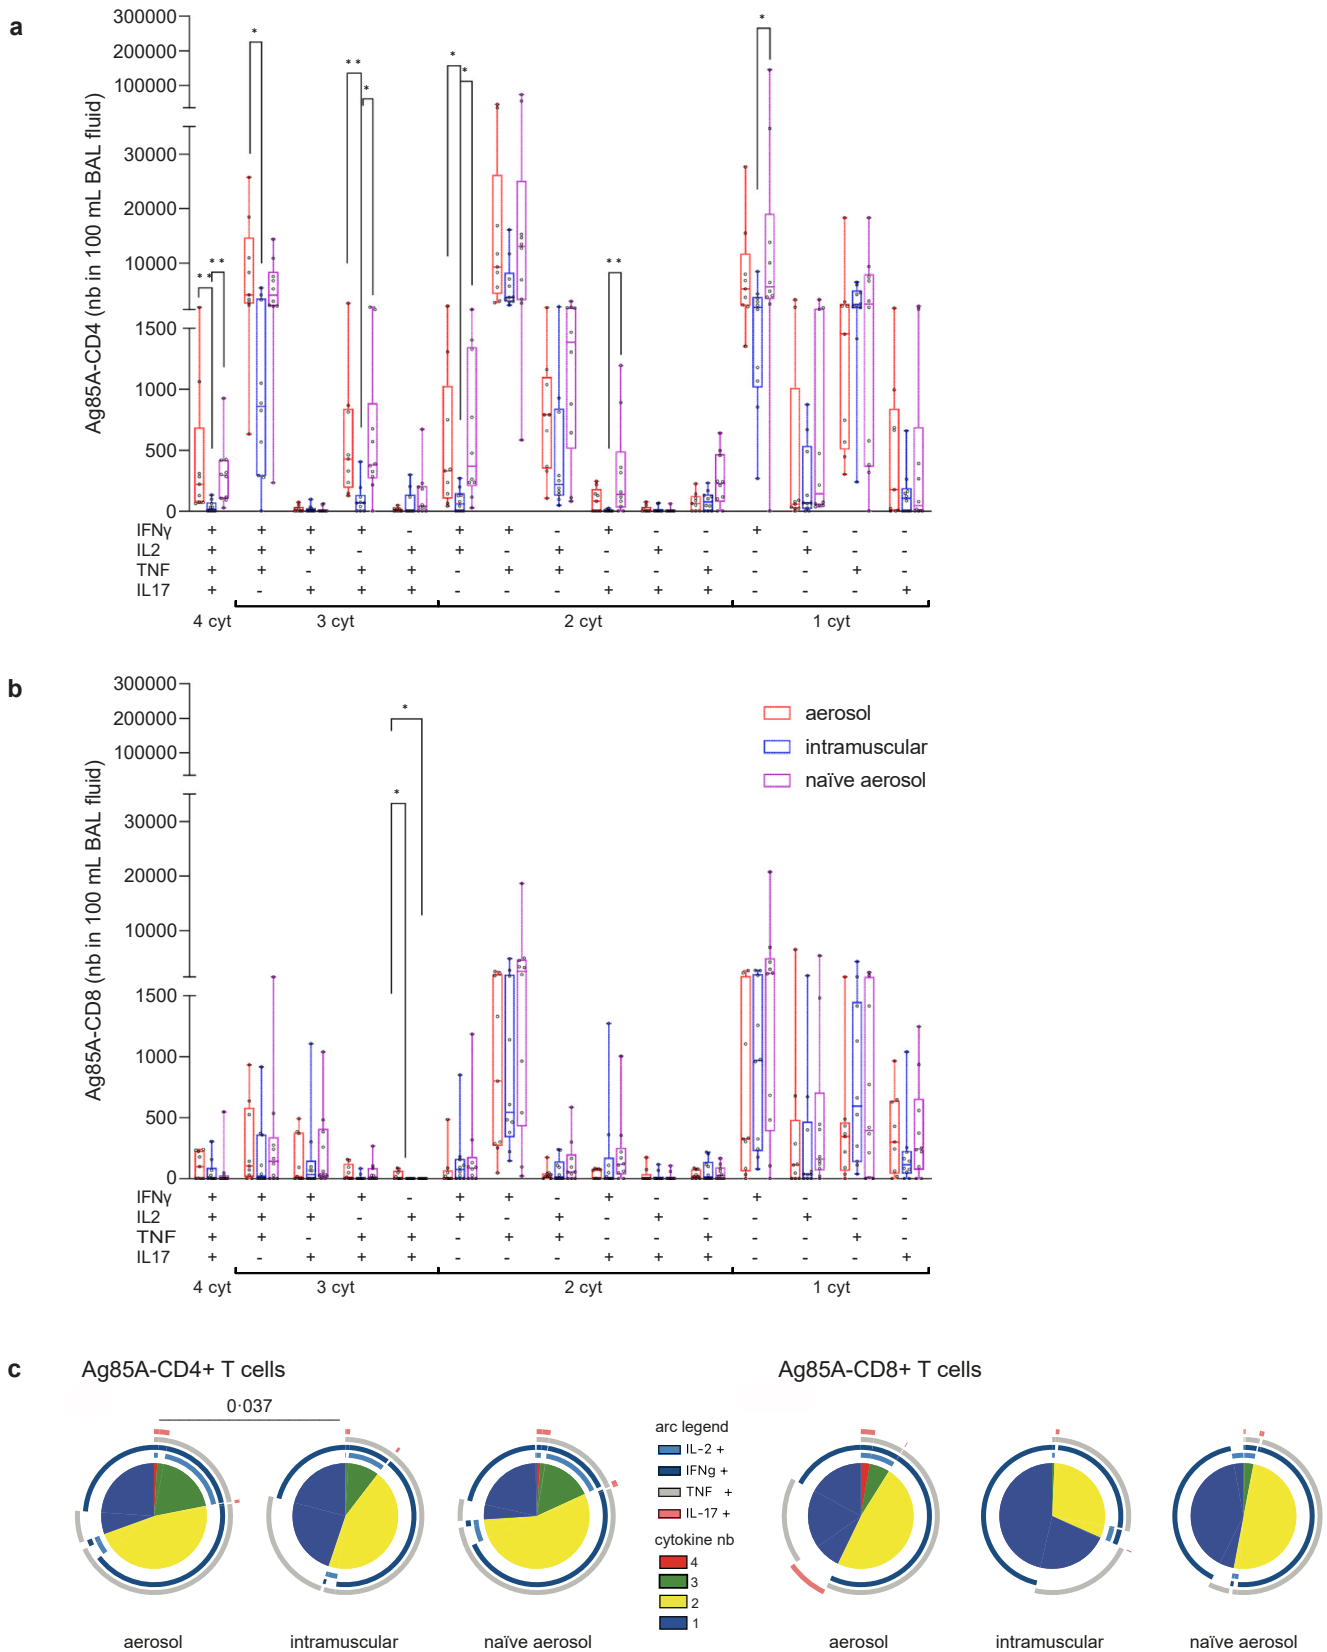 a
300000
200000
100000
30000
20000
10000
1500
1000
500
0
Ag85A-CD4 (nb in 100 mL BAL fluid)
* * * * * * * * * * * * * *
IFNγ + + + + - + + - + - - + - - -
IL2 + + + - + + - + - + - - + - -
TNF + + - + + - + + - - + - - + -
IL17 + - + + + - - - + + + - - - +
4 cyt 3 cyt 2 cyt 1 cyt
b
300000
200000
100000
30000
20000
10000
1500
1000
500
0
Ag85A-CD8 (nb in 100 mL BAL fluid)
* *
aerosol
intramuscular
naïve aerosol
IFNγ + + + + - + + - + - - + - - -
IL2 + + + - + + - + - + - - + - -
TNF + + - + + - + + - - + - - + -
IL17 + - + + + - - - + + + - - - +
4 cyt 3 cyt 2 cyt 1 cyt
c
Ag85A-CD4+ T cells
0·037
aerosol intramuscular naïve aerosol
arc legend
IL-2 +
IFNg +
TNF +
IL-17 +
cytokine nb
4
3
2
1
Ag85A-CD8+ T cells
aerosol intramuscular naïve aerosol